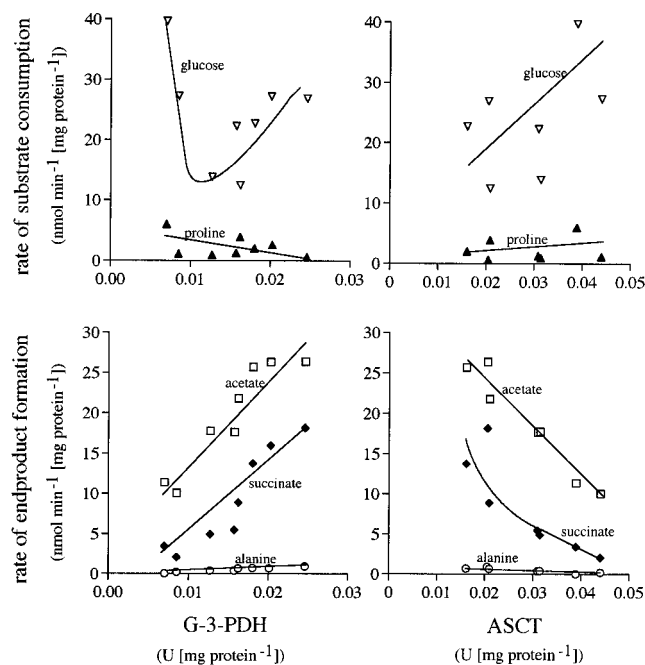 rate of substrate consumption
(nmol min⁻¹ [mg protein⁻¹])
40
30
20
10
0
glucose
proline
0.00 0.01 0.02 0.03
40
30
20
10
0
glucose
proline
0.00 0.01 0.02 0.03 0.04 0.05
rate of endproduct formation
(nmol min⁻¹ [mg protein⁻¹])
30
25
20
15
10
5
0
acetate
succinate
alanine
0.00 0.01 0.02 0.03
G-3-PDH
(U [mg protein⁻¹])
30
25
20
15
10
5
0
acetate
succinate
alanine
0.00 0.01 0.02 0.03 0.04 0.05
ASCT
(U [mg protein⁻¹])